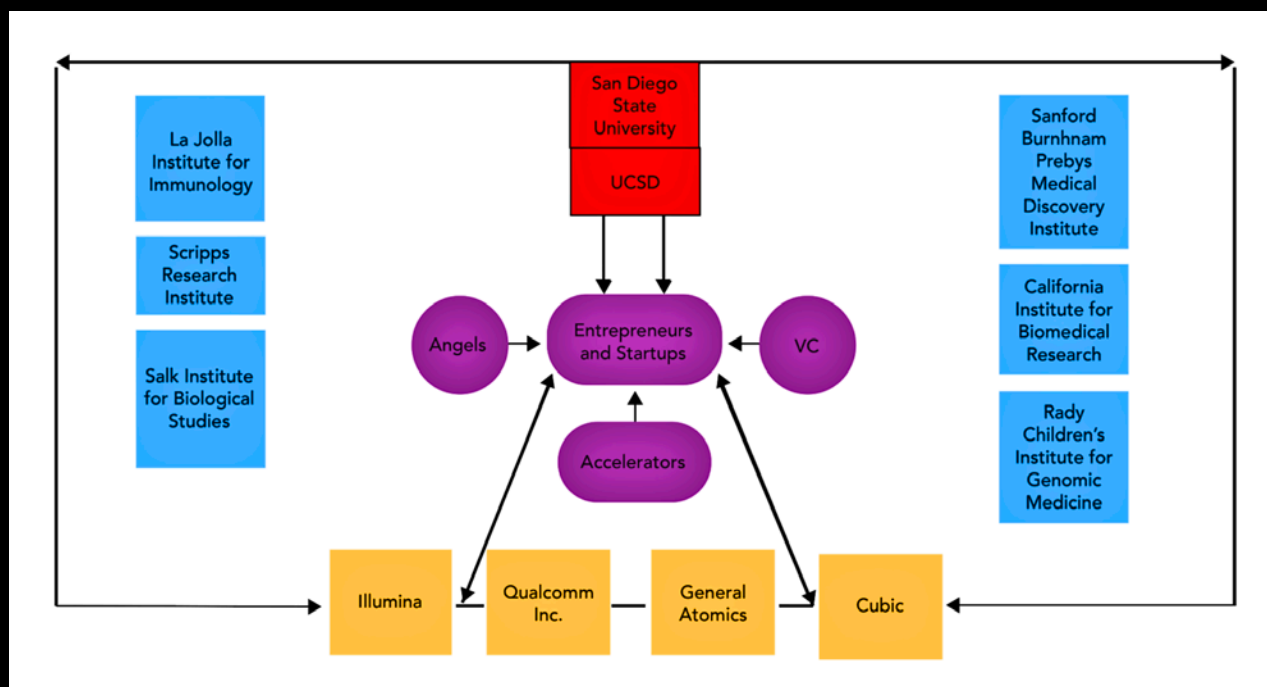 San Diego
State
University
UCSD
La Jolla
Institute for
Immunology
Scripps
Research
Institute
Salk Institute
for Biological
Studies
Angels
Entrepreneurs
and Startups
VC
Accelerators
Sanford
Burnhnam
Prebys
Medical
Discovery
Institute
California
Institute for
Biomedical
Research
Rady
Children's
Institute for
Genomic
Medicine
Illumina
Qualcomm
Inc.
General
Atomics
Cubic